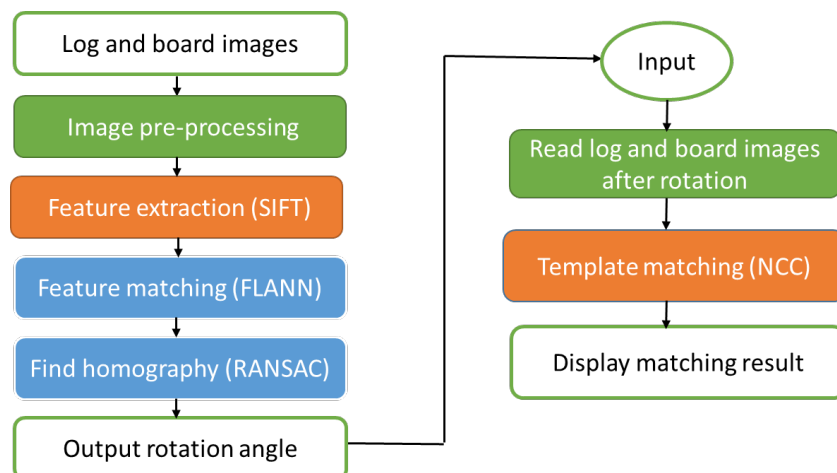 Log and board images
Image pre-processing
Feature extraction (SIFT)
Feature matching (FLANN)
Find homography (RANSAC)
Output rotation angle
Input
Read log and board images
after rotation
Template matching (NCC)
Display matching result